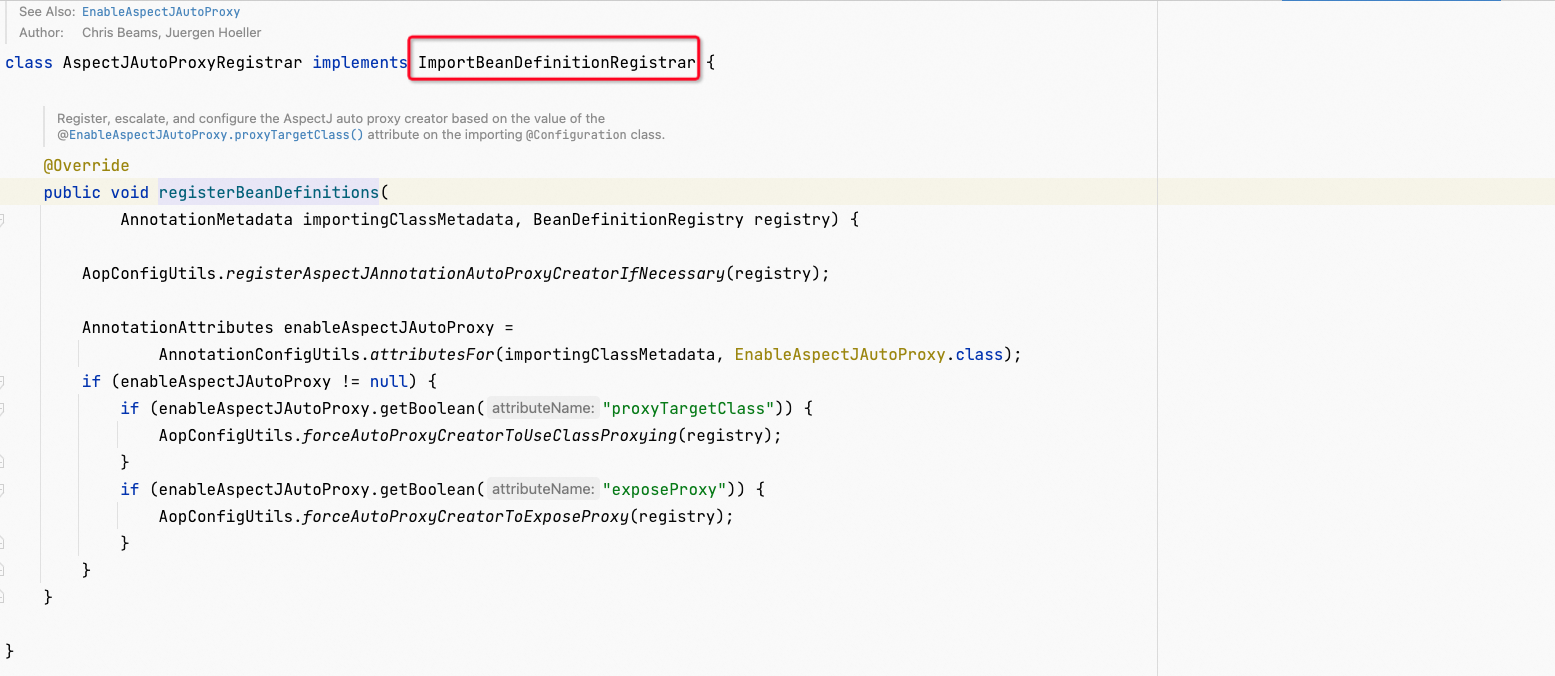 See Also: EnableAspectJAutoProxy
Author: Chris Beams, Juergen Hoeller
class AspectJAutoProxyRegistrar implements ImportBeanDefinitionRegistrar {
Register, escalate, and configure the AspectJ auto proxy creator based on the value of the
@EnableAspectJAutoProxy.proxyTargetClass() attribute on the importing @Configuration class.
@Override
public void registerBeanDefinitions(
AnnotationMetadata importingClassMetadata, BeanDefinitionRegistry registry) {
AopConfigUtils.registerAspectJAnnotationAutoProxyCreatorIfNecessary(registry);
AnnotationAttributes enableAspectJAutoProxy =
AnnotationConfigUtils.attributesFor(importingClassMetadata, EnableAspectJAutoProxy.class);
if (enableAspectJAutoProxy != null) {
if (enableAspectJAutoProxy.getBoolean( attributeName: "proxyTargetClass")) {
AopConfigUtils.forceAutoProxyCreatorToUseClassProxying(registry);
}
if (enableAspectJAutoProxy.getBoolean( attributeName: "exposeProxy")) {
AopConfigUtils.forceAutoProxyCreatorToExposeProxy(registry);
}
}
}
}